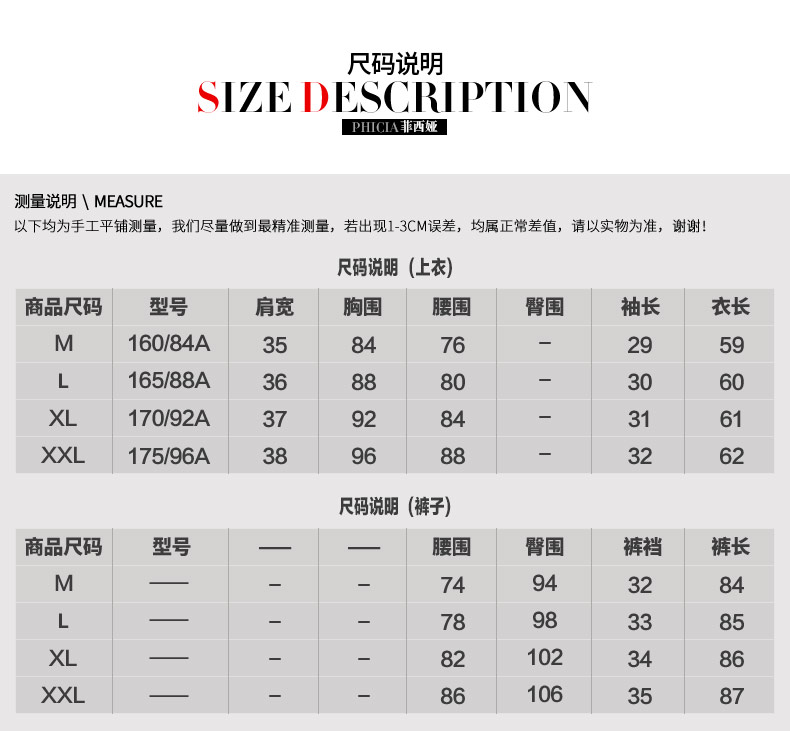 尺码说明
SIZE DESCRIPTION
PHICIA菲西娅
测量说明 \ MEASURE
以下均为手工平铺测量，我们尽量做到最精准测量，若出现1-3CM误差，均属正常差值，请以实物为准，谢谢！
尺码说明（上衣）
商品尺码 型号 肩宽 胸围 腰围 臀围 袖长 衣长
M 160/84A 35 84 76 – 29 59
L 165/88A 36 88 80 – 30 60
XL 170/92A 37 92 84 – 31 61
XXL 175/96A 38 96 88 – 32 62
尺码说明（裤子）
商品尺码 型号 —— —— 腰围 臀围 裤裆 裤长
M —— – – 74 94 32 84
L —— – – 78 98 33 85
XL —— – – 82 102 34 86
XXL —— – – 86 106 35 87